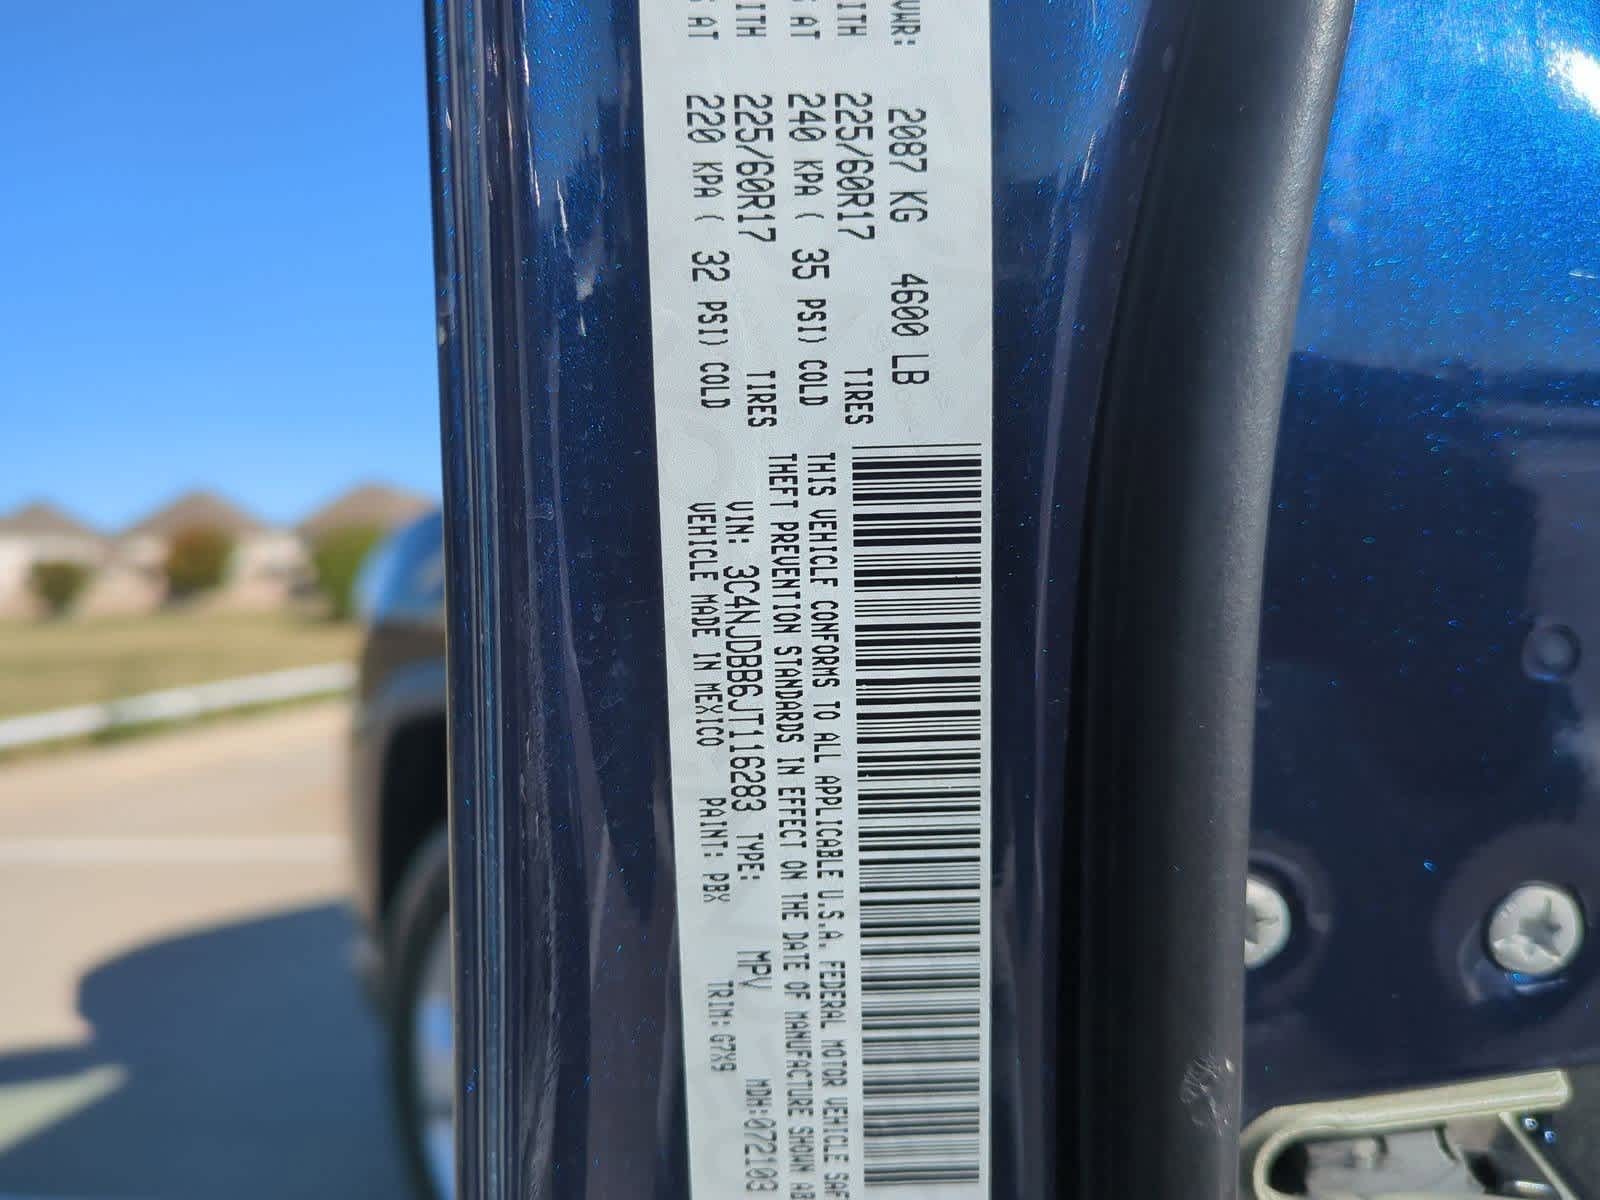 VWR: 2087 KG 4600 LB
ITH 225/60R17 TIRES
AT 240 KPA ( 35 PSI) COLD
ITH 225/60R17 TIRES
AT 220 KPA ( 32 PSI) COLD
THIS VEHICLE CONFORMS TO ALL APPLICABLE U.S.A. FEDERAL MOTOR VEHICLE SAF
THEFT PREVENTION STANDARDS IN EFFECT ON THE DATE OF MANUFACTURE SHOWN AB
VIN: 3C4NJDBB6JT116283 TYPE: MPV MDH:072103
VEHICLE MADE IN MEXICO PAINT: PBX TRIM: G7X9